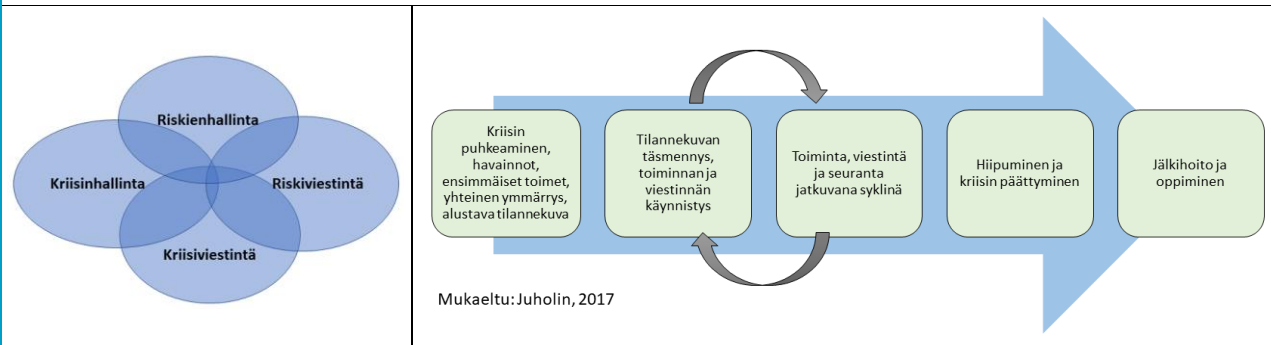 Riskienhallinta
Kriisinhallinta
Riskiviestintä
Kriisiviestintä
Kriisin
puhkeaminen,
havainnot,
ensimmäiset toimet,
yhteinen ymmärrys,
alustava tilannekuva
Tilannekuvan
täsmennys,
toiminnan ja
viestinnän
käynnistys
Toiminta, viestintä
ja seuranta
jatkuvana syklinä
Hiipuminen ja
kriisin päättyminen
Jälkihoito ja
oppiminen
Mukaeltu: Juholin, 2017